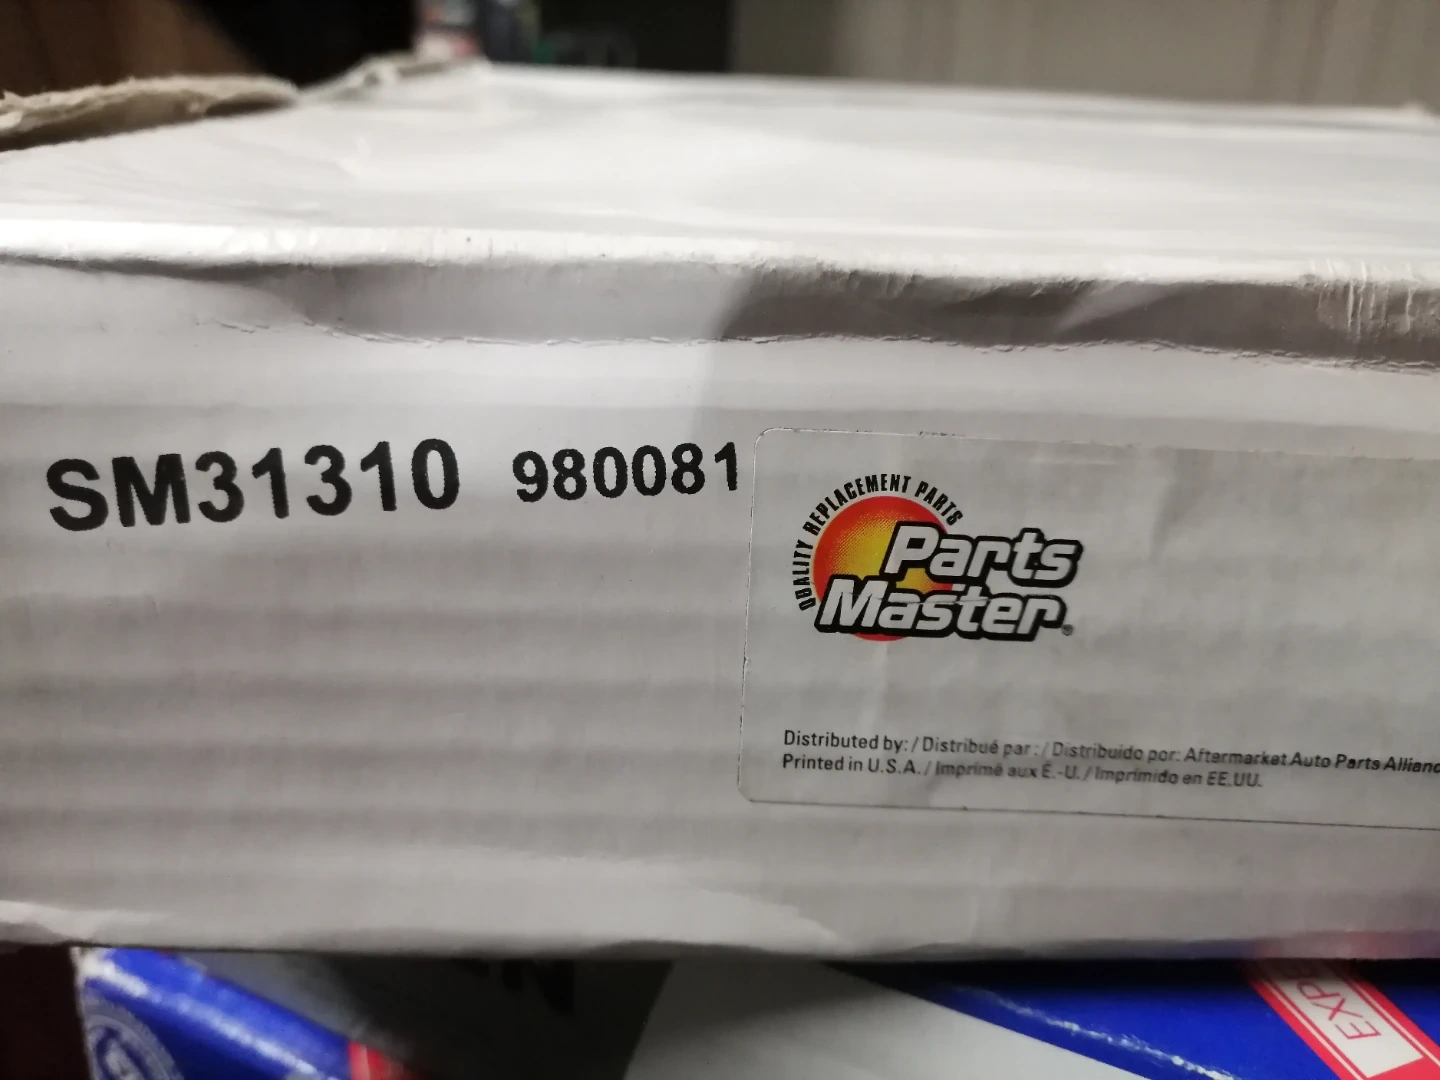 SM31310 980081
QUALITY REPLACEMENT PARTS
Parts
Master®
Distributed by: / Distribué par : / Distribuido por: Aftermarket Auto Parts
Printed in U.S.A. / Imprimé aux É.-U. / Imprimido en EE.UU.